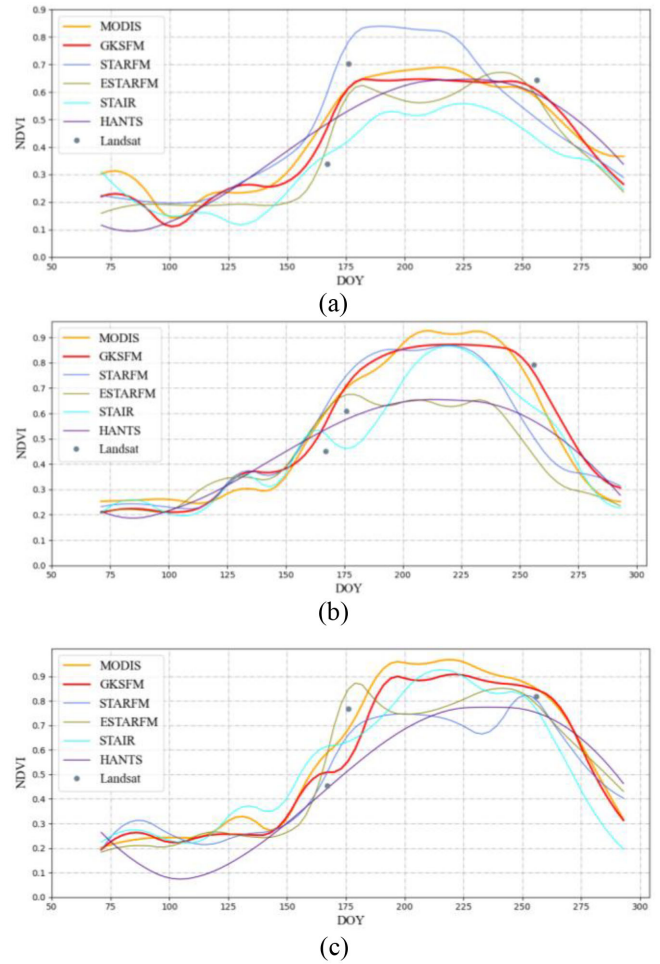 0.9
0.8
0.7
0.6
0.5
0.4
0.3
0.2
0.1
0.0
NDVI
MODIS
GKSFM
STARFM
ESTARFM
STAIR
HANTS
Landsat
50 75 100 125 150 175 200 225 250 275 300
DOY
(a)
0.9
0.8
0.7
0.6
0.5
0.4
0.3
0.2
0.1
0.0
NDVI
MODIS
GKSFM
STARFM
ESTARFM
STAIR
HANTS
Landsat
50 75 100 125 150 175 200 225 250 275 300
DOY
(b)
0.9
0.8
0.7
0.6
0.5
0.4
0.3
0.2
0.1
0.0
NDVI
MODIS
GKSFM
STARFM
ESTARFM
STAIR
HANTS
Landsat
50 75 100 125 150 175 200 225 250 275 300
DOY
(c)